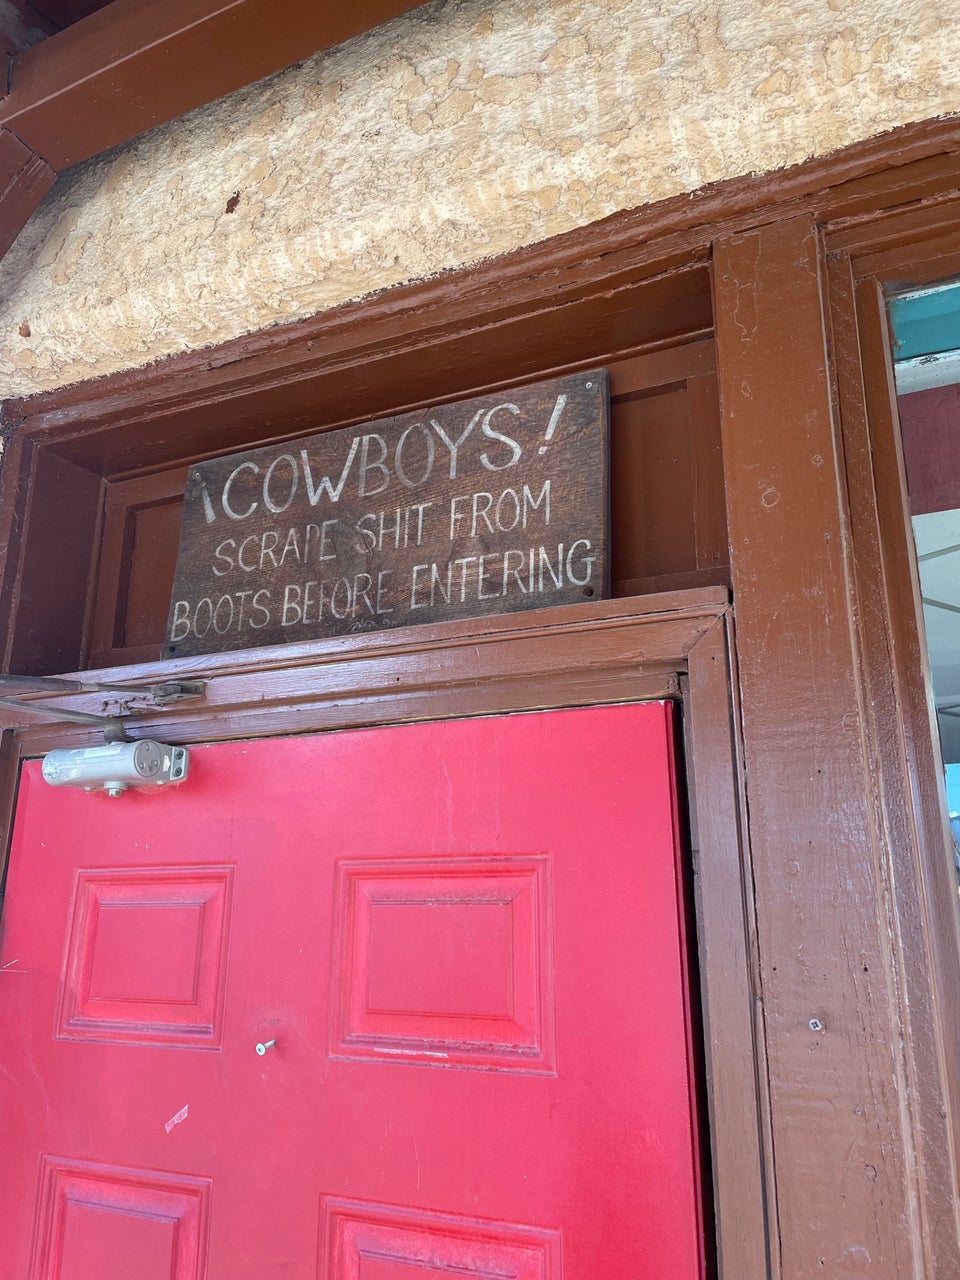 ¡COWBOYS!
SCRAPE SHIT FROM
BOOTS BEFORE ENTERING